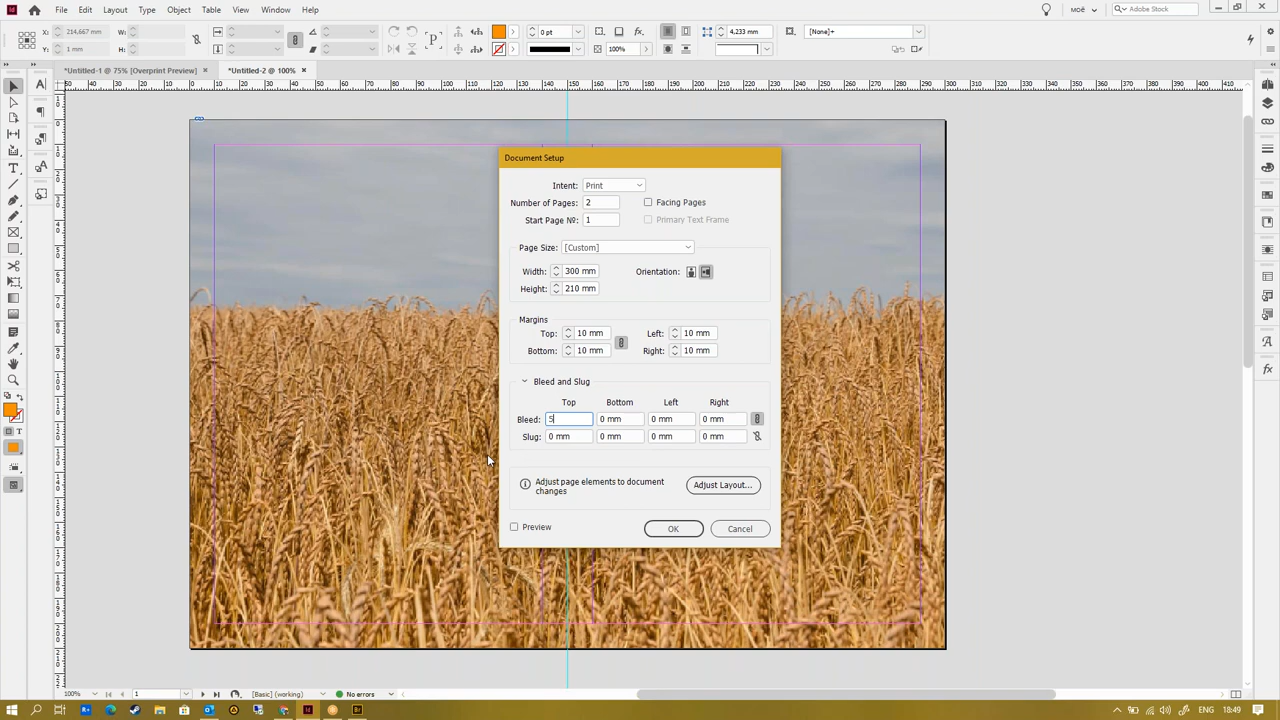 File Edit Layout Type Object Table View Window Help
моё
Adobe Stock
X: 214,667 mm W:
Y: 1 mm H:
0 pt
100%
4,233 mm
[None]+
*Untitled-1 @ 75% [Overprint Preview] ×
*Untitled-2 @ 100% ×
Document Setup
Intent: Print
Number of Pages: 2
Facing Pages
Start Page №: 1
Primary Text Frame
Page Size: [Custom]
Width: 300 mm Orientation:
Height: 210 mm
Margins
Top: 10 mm Left: 10 mm
Bottom: 10 mm Right: 10 mm
Bleed and Slug
Top Bottom Left Right
Bleed: 5 0 mm 0 mm 0 mm
Slug: 0 mm 0 mm 0 mm 0 mm
Adjust page elements to document
changes
Adjust Layout...
Preview
OK
Cancel
100%
1
[Basic] (working)
No errors
ENG 18:49